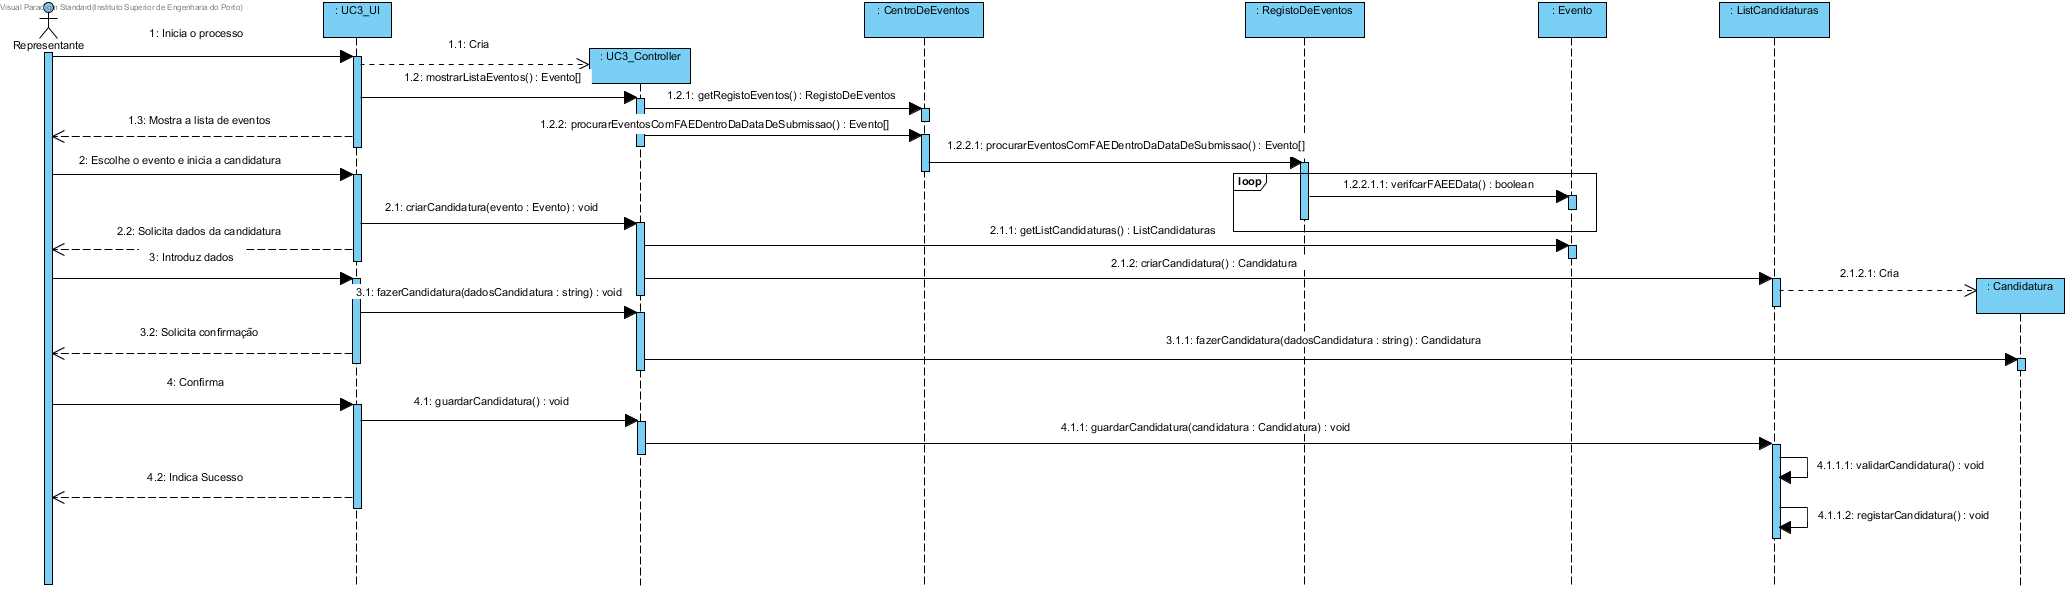 Visual Paradigm Standard(Instituto Superior de Engenharia do Porto)
Representante
: UC3_UI
: UC3_Controller
: CentroDeEventos
: RegistoDeEventos
: Evento
: ListCandidaturas
: Candidatura
1: Inicia o processo
1.1: Cria
1.2: mostrarListaEventos() : Evento[]
1.2.1: getRegistoEventos() : RegistoDeEventos
1.2.2: procurarEventosComFAEDentroDaDataDeSubmissao() : Evento[]
1.2.2.1: procurarEventosComFAEDentroDaDataDeSubmissao() : Evento[]
loop
1.2.2.1.1: verifcarFAEEData() : boolean
1.3: Mostra a lista de eventos
2: Escolhe o evento e inicia a candidatura
2.1: criarCandidatura(evento : Evento) : void
2.1.1: getListCandidaturas() : ListCandidaturas
2.1.2: criarCandidatura() : Candidatura
2.1.2.1: Cria
2.2: Solicita dados da candidatura
3: Introduz dados
3.1: fazerCandidatura(dadosCandidatura : string) : void
3.1.1: fazerCandidatura(dadosCandidatura : string) : Candidatura
3.2: Solicita confirmação
4: Confirma
4.1: guardarCandidatura() : void
4.1.1: guardarCandidatura(candidatura : Candidatura) : void
4.1.1.1: validarCandidatura() : void
4.1.1.2: registarCandidatura() : void
4.2: Indica Sucesso